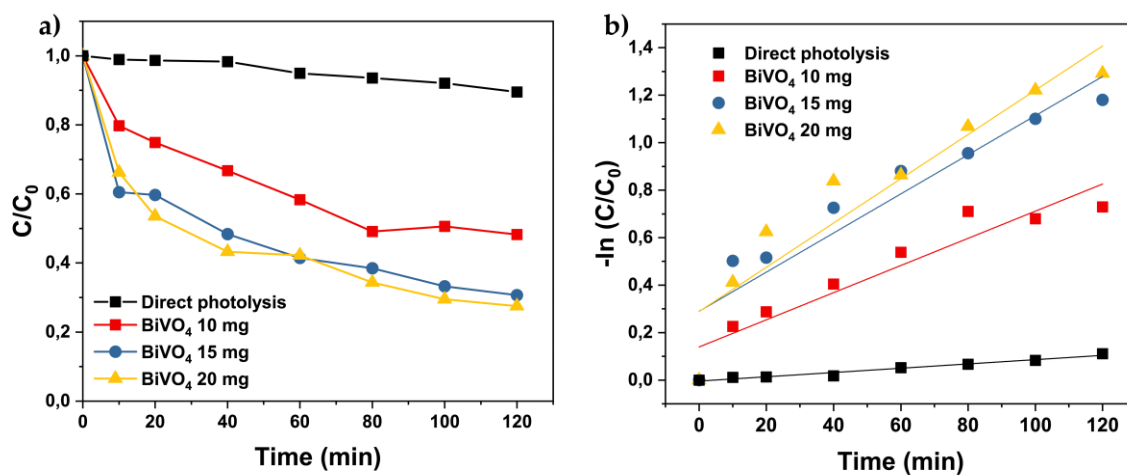 a)
C/C₀
1,0
0,8
0,6
0,4
0,2
0,0
Direct photolysis
BiVO₄ 10 mg
BiVO₄ 15 mg
BiVO₄ 20 mg
0 20 40 60 80 100 120
Time (min)
b)
-ln (C/C₀)
1,4
1,2
1,0
0,8
0,6
0,4
0,2
0,0
Direct photolysis
BiVO₄ 10 mg
BiVO₄ 15 mg
BiVO₄ 20 mg
0 20 40 60 80 100 120
Time (min)